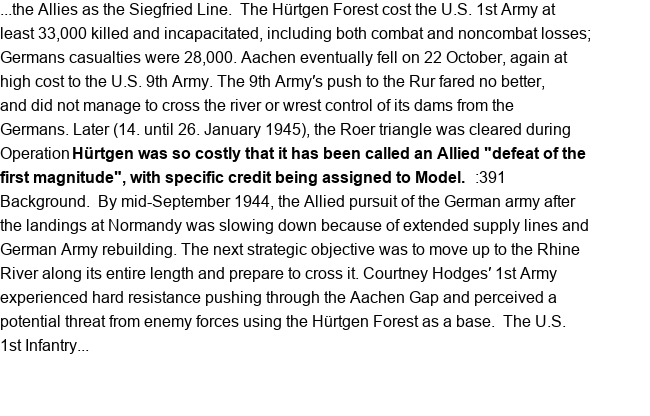 ...the Allies as the Siegfried Line.  The Hürtgen Forest cost the U.S. 1st Army at
least 33,000 killed and incapacitated, including both combat and noncombat losses;
Germans casualties were 28,000. Aachen eventually fell on 22 October, again at
high cost to the U.S. 9th Army. The 9th Army′s push to the Rur fared no better,
and did not manage to cross the river or wrest control of its dams from the
Germans. Later (14. until 26. January 1945), the Roer triangle was cleared during
Operation Hürtgen was so costly that it has been called an Allied "defeat of the
first magnitude", with specific credit being assigned to Model.  :391
Background.  By mid-September 1944, the Allied pursuit of the German army after
the landings at Normandy was slowing down because of extended supply lines and
German Army rebuilding. The next strategic objective was to move up to the Rhine
River along its entire length and prepare to cross it. Courtney Hodges′ 1st Army
experienced hard resistance pushing through the Aachen Gap and perceived a
potential threat from enemy forces using the Hürtgen Forest as a base.  The U.S.
1st Infantry...